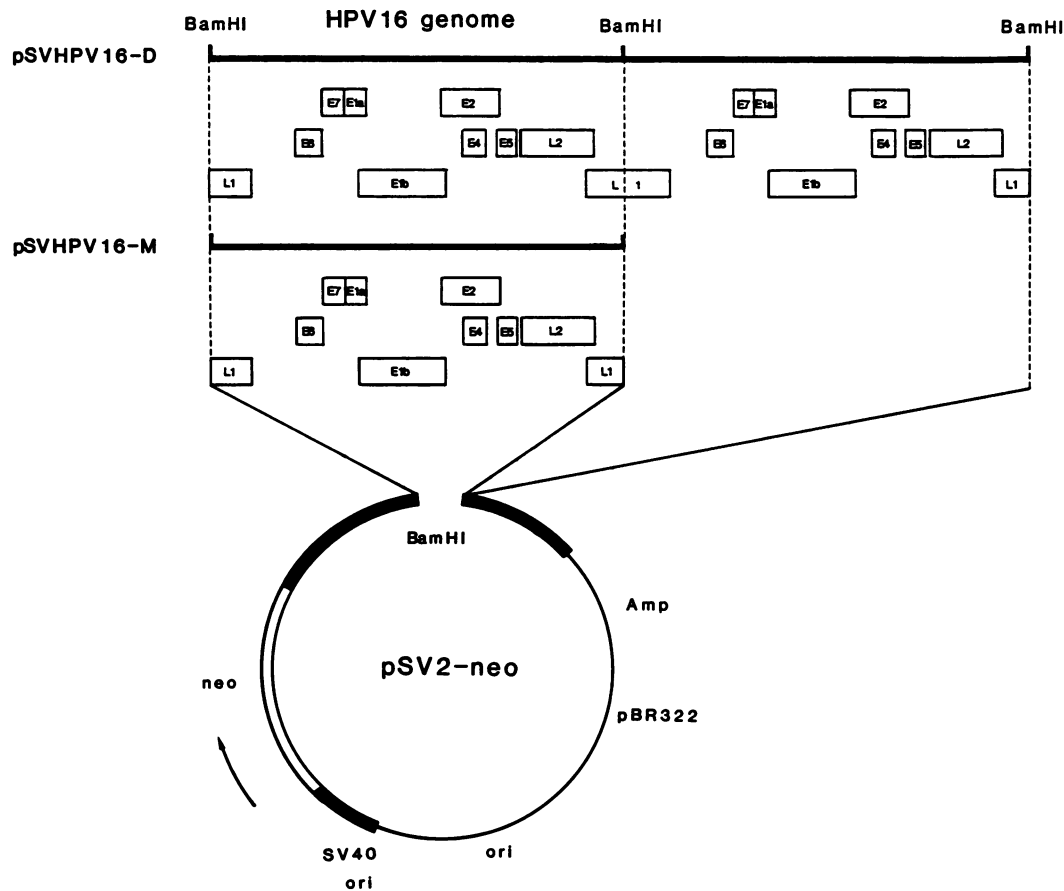 HPV16 genome
BamHI BamHI BamHI
pSVHPV16-D
E7 E1a E2 E7 E1a E2
E6 E4 E5 L2 E6 E4 E5 L2
L1 E1b L 1 E1b L1
pSVHPV16-M
E7 E1a E2
E6 E4 E5 L2
L1 E1b L1
BamHI
Amp
pSV2-neo
neo
pBR322
SV40 ori
ori